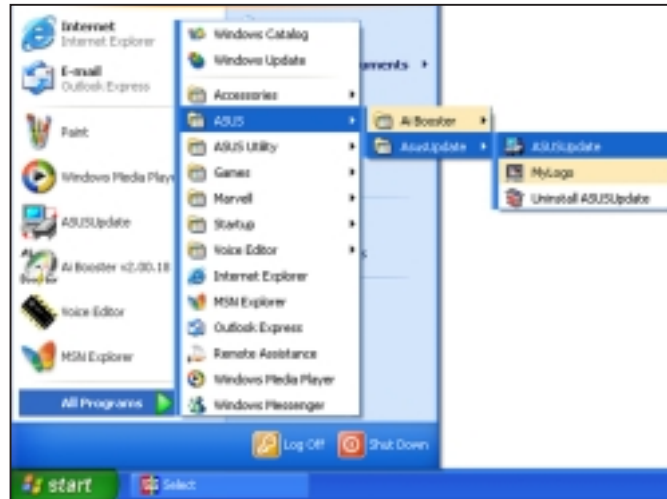 Internet
Internet Explorer
E-mail
Outlook Express
Paint
Windows Media Play
ASUSUpdate
Ai Booster v2.00.18
Voice Editor
MSN Explorer
All Programs
Windows Catalog
Windows Update
Accessories
ASUS
ASUS Utility
Games
Marvell
Startup
Voice Editor
Internet Explorer
MSN Explorer
Outlook Express
Remote Assistance
Windows Media Player
Windows Messenger
uments
s
Ai Booster
AsusUpdate
ASUSUpdate
MyLogo
Uninstall ASUSUpdate
Log Off
Shut Down
start
Select